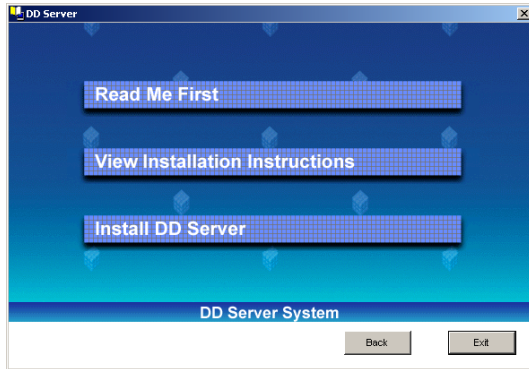 DD Server
Read Me First
View Installation Instructions
Install DD Server
DD Server System
Back Exit